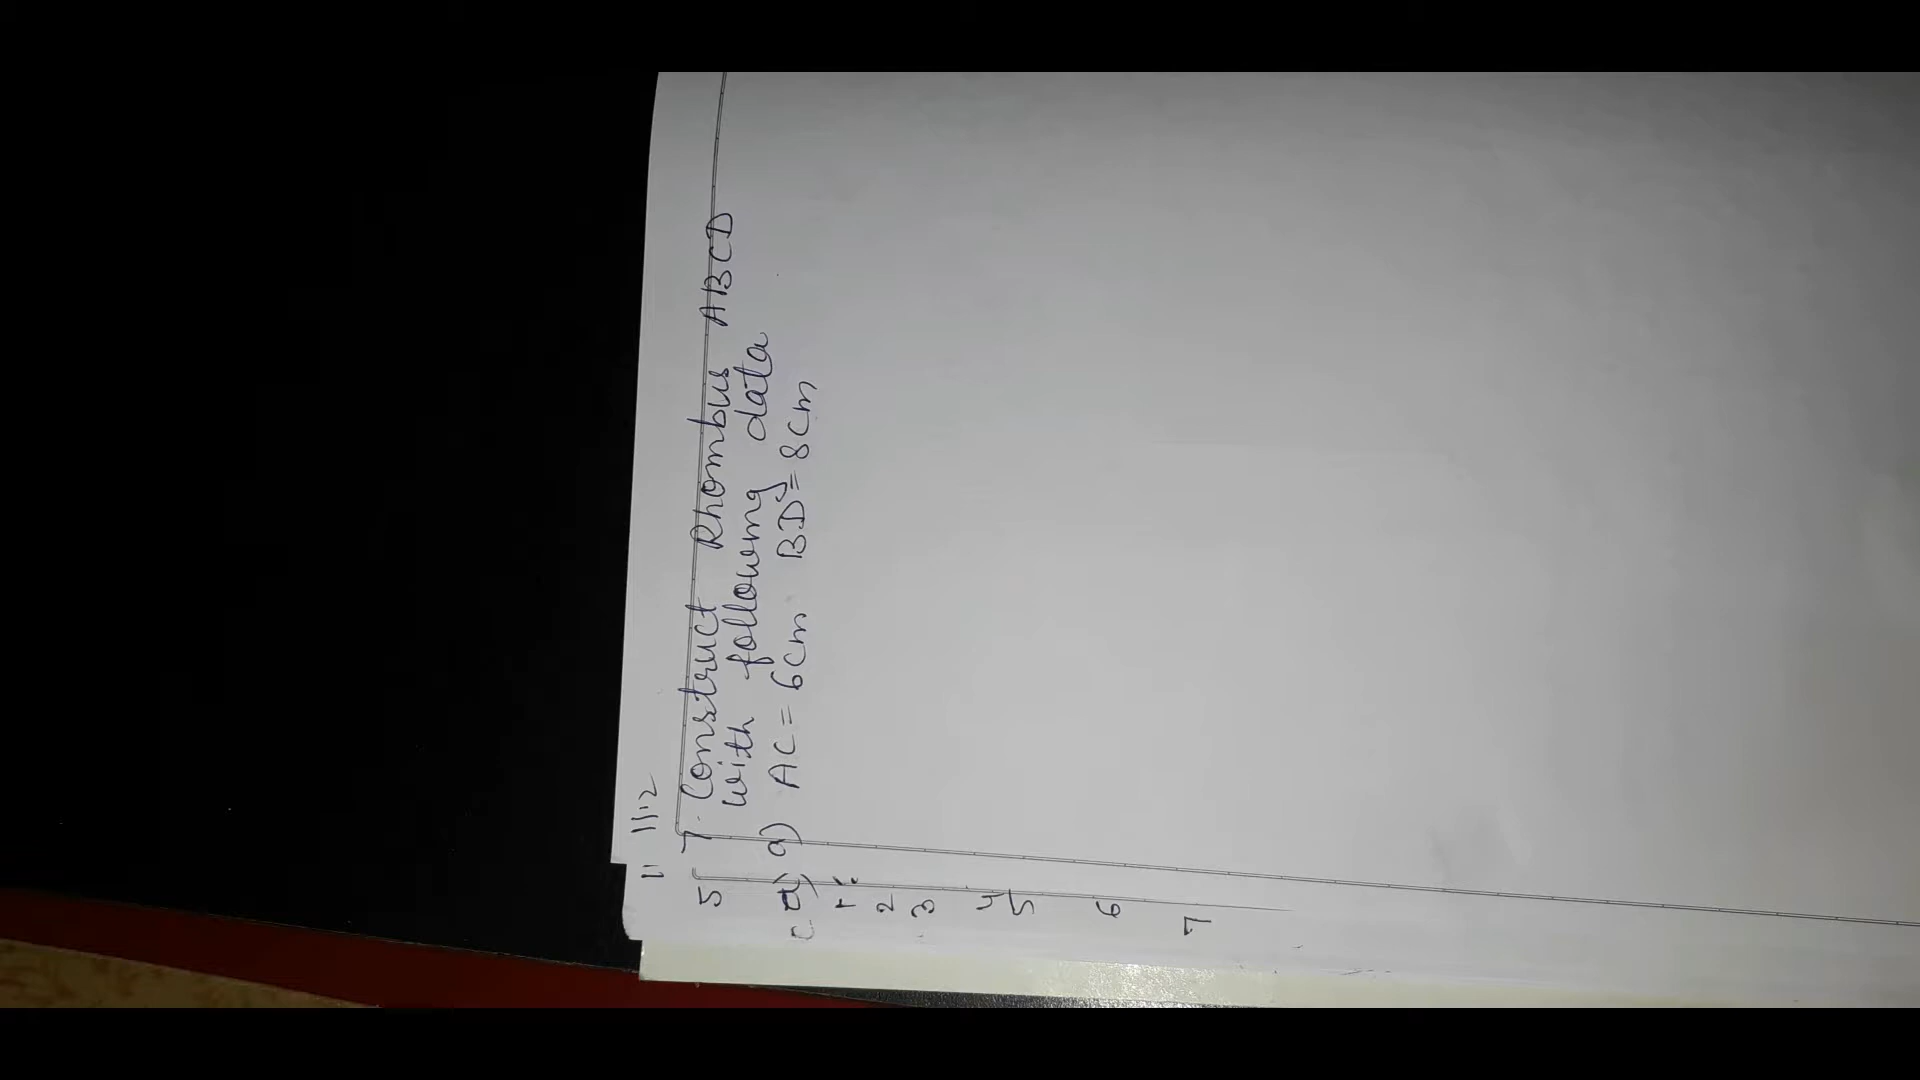 11 11.2
5 7. Construct Rhombus ABCD
with following data
a) a) AC = 6cm BD = 8cm
1.
2
3
4
5
6
7